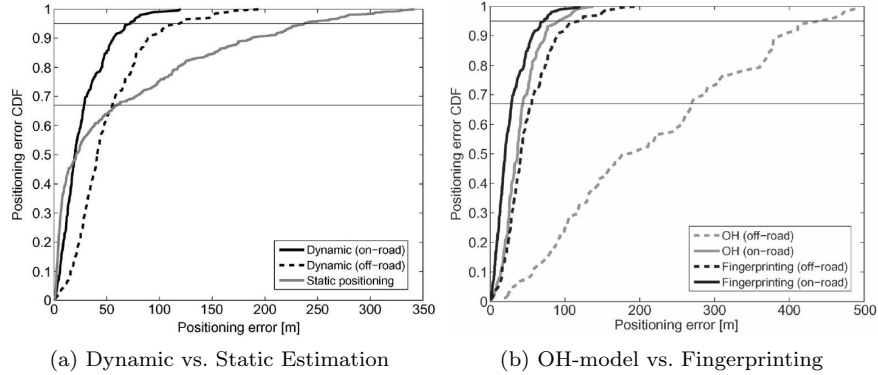 Positioning error CDF
1
0.9
0.8
0.7
0.6
0.5
0.4
0.3
0.2
0.1
0
0 50 100 150 200 250 300 350
Positioning error [m]
Dynamic (on-road)
Dynamic (off-road)
Static positioning
(a) Dynamic vs. Static Estimation
Positioning error CDF
1
0.9
0.8
0.7
0.6
0.5
0.4
0.3
0.2
0.1
0
0 100 200 300 400 500
Positioning error [m]
OH (off-road)
OH (on-road)
Fingerprinting (off-road)
Fingerprinting (on-road)
(b) OH-model vs. Fingerprinting